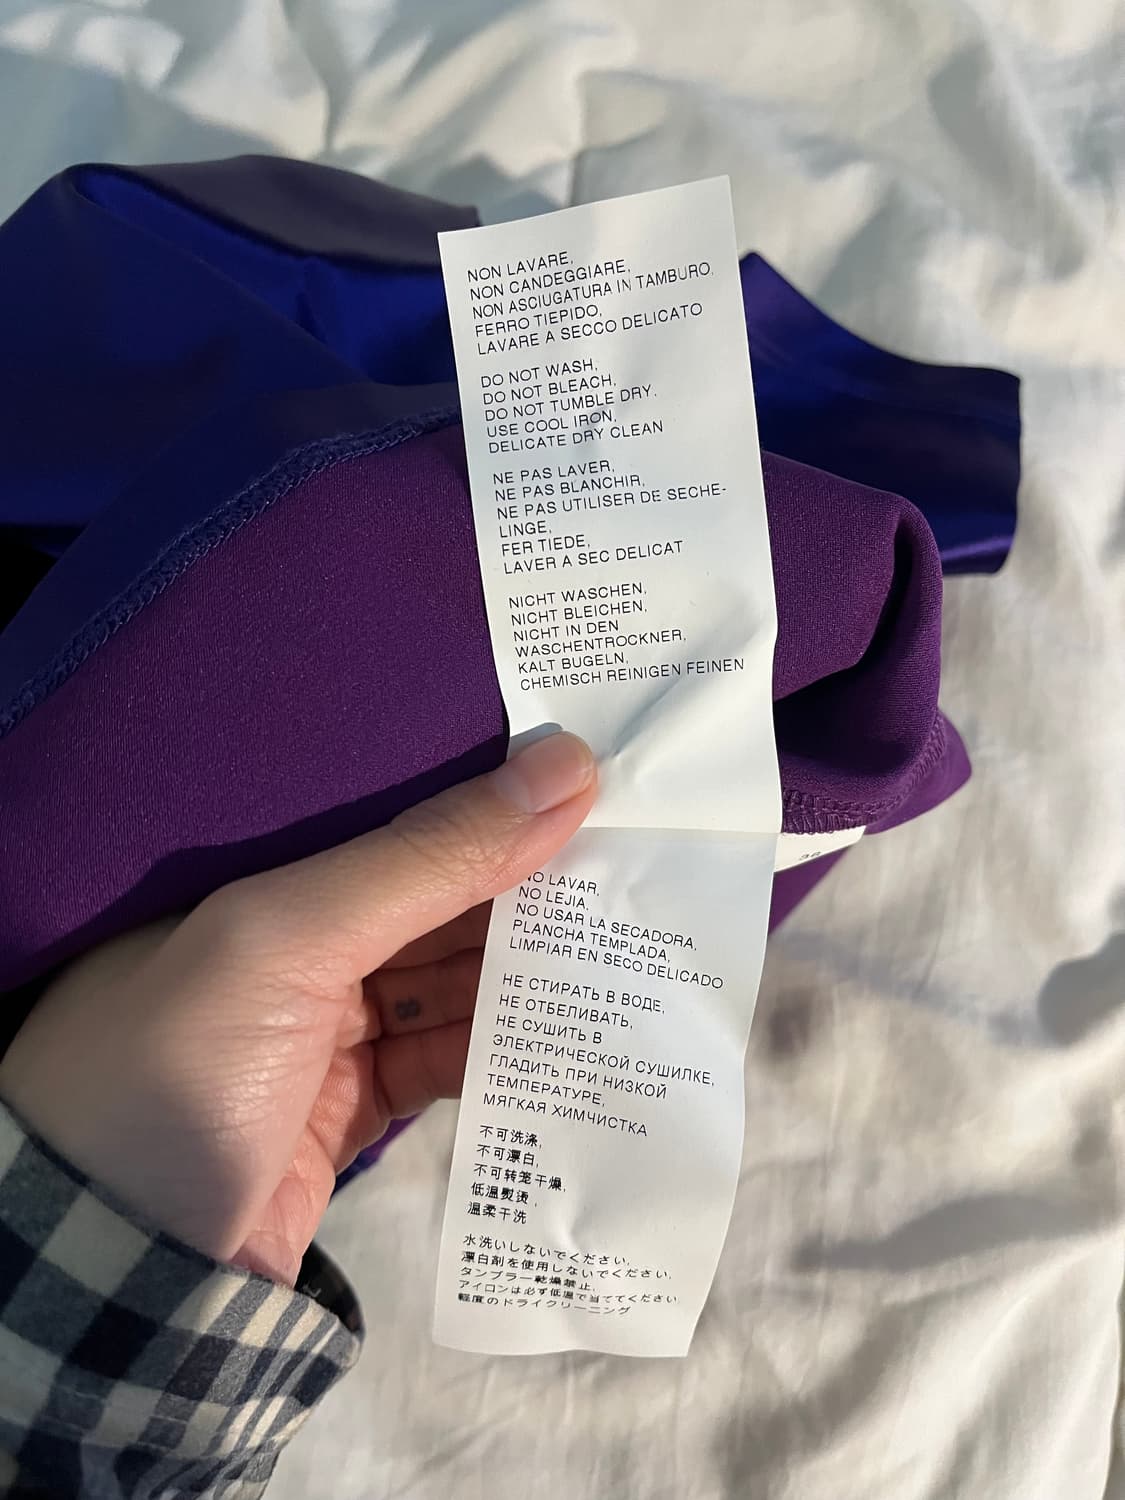 NON LAVARE,
NON CANDEGGIARE,
NON ASCIUGATURA IN TAMBURO,
FERRO TIEPIDO,
LAVARE A SECCO DELICATO
DO NOT WASH,
DO NOT BLEACH,
DO NOT TUMBLE DRY.
USE COOL IRON,
DELICATE DRY CLEAN
NE PAS LAVER,
NE PAS BLANCHIR,
NE PAS UTILISER DE SECHE-
LINGE,
FER TIEDE,
LAVER A SEC DELICAT
NICHT WASCHEN,
NICHT BLEICHEN,
NICHT IN DEN
WASCHENTROCKNER,
KALT BUGELN,
CHEMISCH REINIGEN FEINEN
NO LAVAR,
NO LEJIA,
NO USAR LA SECADORA,
PLANCHA TEMPLADA,
LIMPIAR EN SECO DELICADO
НЕ СТИРАТЬ В ВОДЕ,
НЕ ОТБЕЛИВАТЬ,
НЕ СУШИТЬ В
ЭЛЕКТРИЧЕСКОЙ СУШИЛКЕ,
ГЛАДИТЬ ПРИ НИЗКОЙ
ТЕМПЕРАТУРЕ,
МЯГКАЯ ХИМЧИСТКА
不可洗涤,
不可漂白,
不可转笼干燥,
低温熨烫,
温柔干洗
水洗いしないでください,
漂白剤を使用しないでください,
タンブラー乾燥禁止,
アイロンは必ず低温で当ててください,
軽度のドライクリーニング